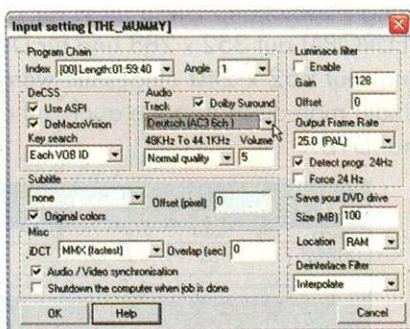 Input setting [THE_MUMMY]
Program Chain
Index [00] Length:01:59:40 Angle 1
DeCSS
Use ASPI
DeMacroVision
Key search
Each VOB ID
Audio
Track Dolby Suround
Deutsch (AC3 6ch )
48KHz To 44.1KHz Volume
Normal quality 5
Subtitle
none Offset (pixel) 0
Original colors
Misc
iDCT MMX (fastest) Overlap (sec) 0
Audio / Video synchronisation
Shutdown the computer when job is done
OK Help
Luminace filter
Enable
Gain 128
Offset 0
Output Frame Rate
25.0 (PAL)
Detect progr. 24Hz
Force 24 Hz
Save your DVD drive
Size (MB) 100
Location RAM
Deinterlace Filter
Interpolate
Cancel